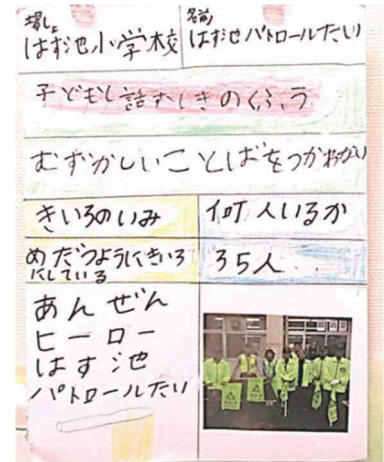 場しょ
はす池小学校
名前
はす池パトロールたい
子どもと話すときのくふう
むずかしいことばをつかわない
きいろのいみ
何人いるか
めだつようにきいろ
にしている
35人
あんぜん
ヒーロー
はす池
パトロールたい